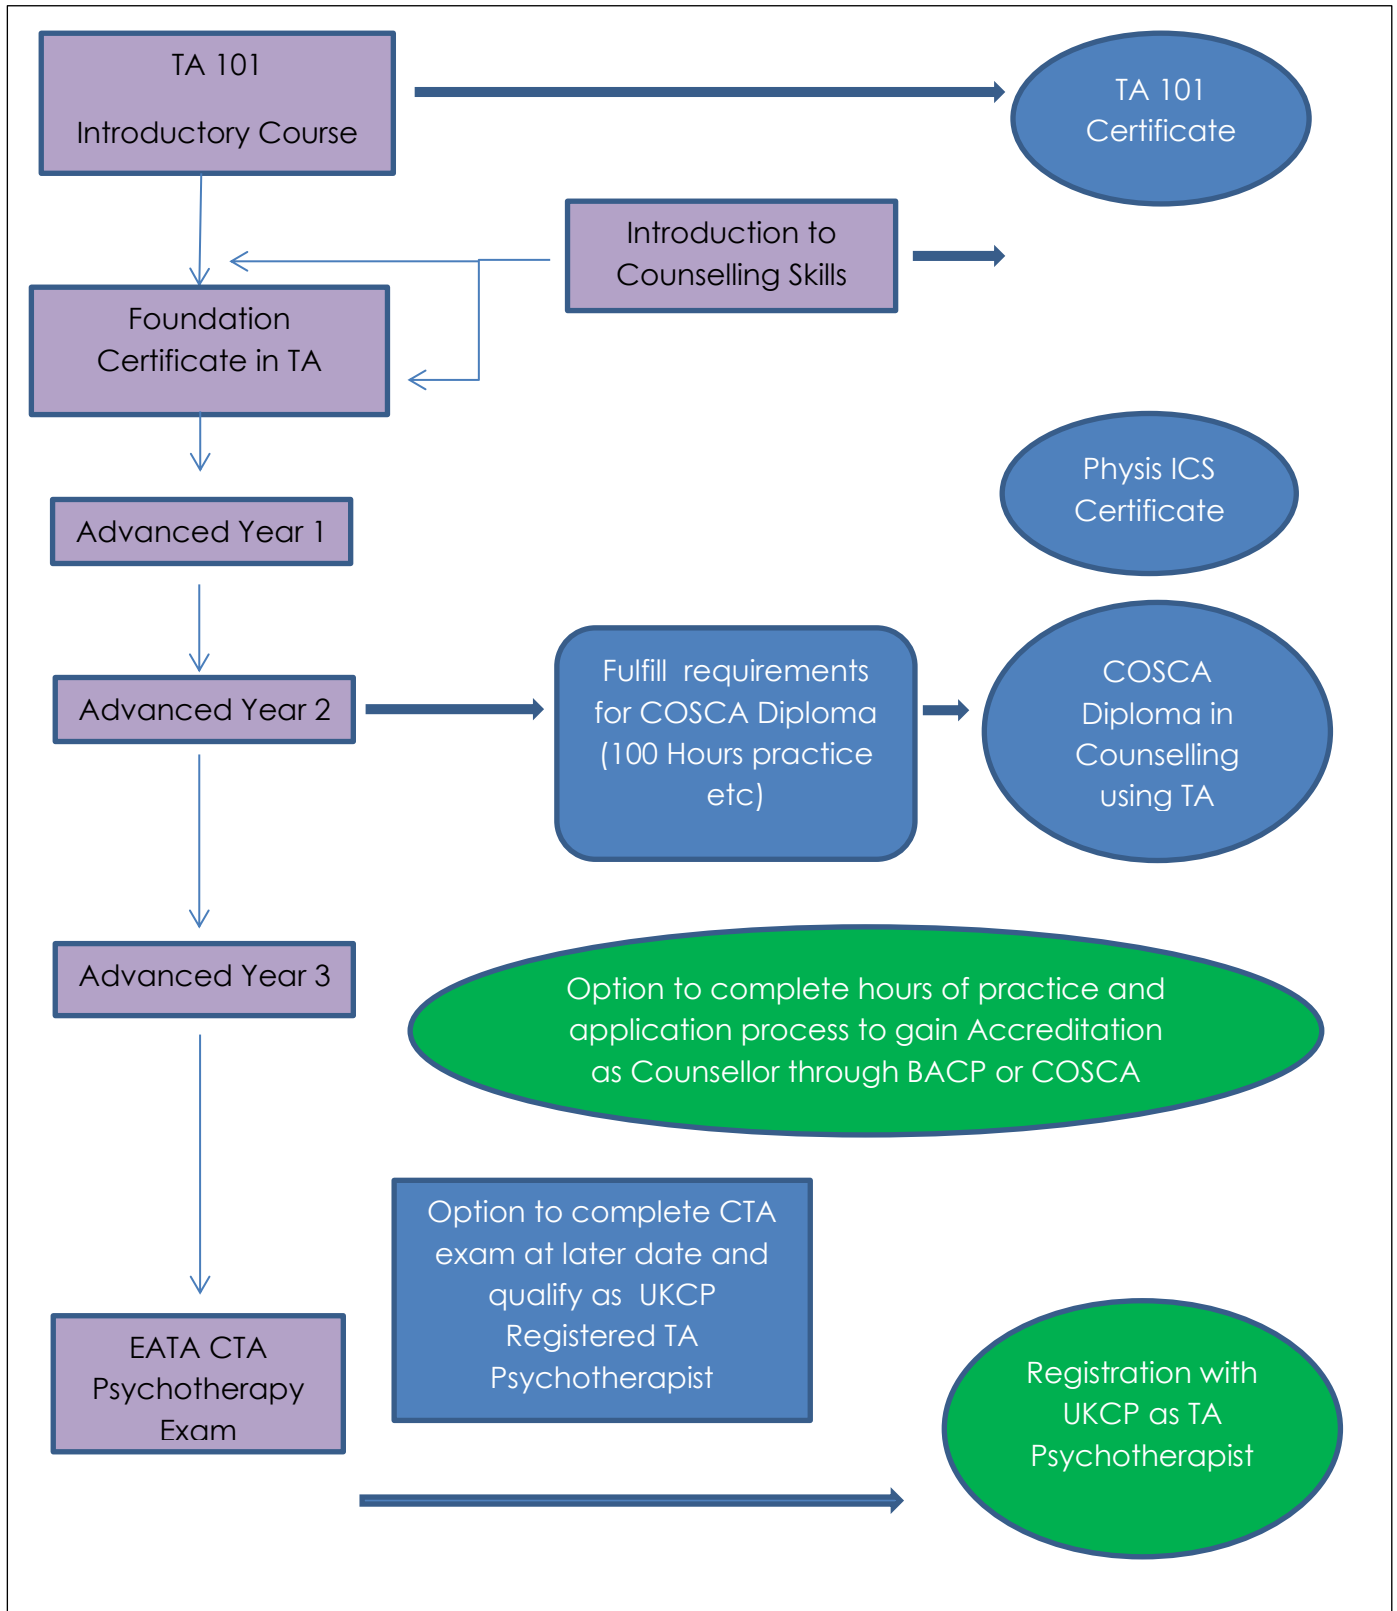 TA 101
Introductory Course
TA 101
Certificate
Introduction to
Counselling Skills
Foundation
Certificate in TA
Physis ICS
Certificate
Advanced Year 1
Fulfill requirements
for COSCA Diploma
(100 Hours practice
etc)
COSCA
Diploma in
Counselling
using TA
Advanced Year 2
Advanced Year 3
Option to complete hours of practice and
application process to gain Accreditation
as Counsellor through BACP or COSCA
Option to complete CTA
exam at later date and
qualify as UKCP
Registered TA
Psychotherapist
EATA CTA
Psychotherapy
Exam
Registration with
UKCP as TA
Psychotherapist